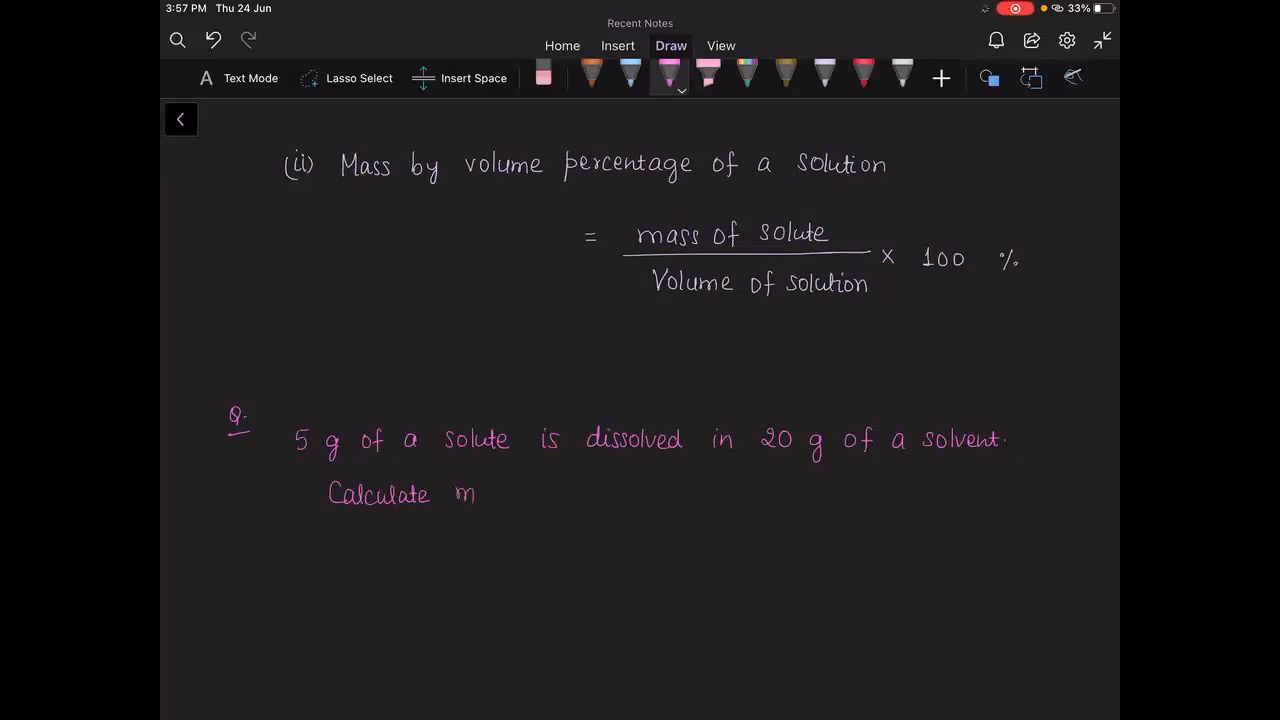 3:57 PM Thu 24 Jun
33%
Recent Notes
Home Insert Draw View
A Text Mode Lasso Select Insert Space
(ii) Mass by volume percentage of a solution
= mass of solute
Volume of solution
× 100 %
Q.
5 g of a solute is dissolved in 20 g of a solvent.
Calculate m